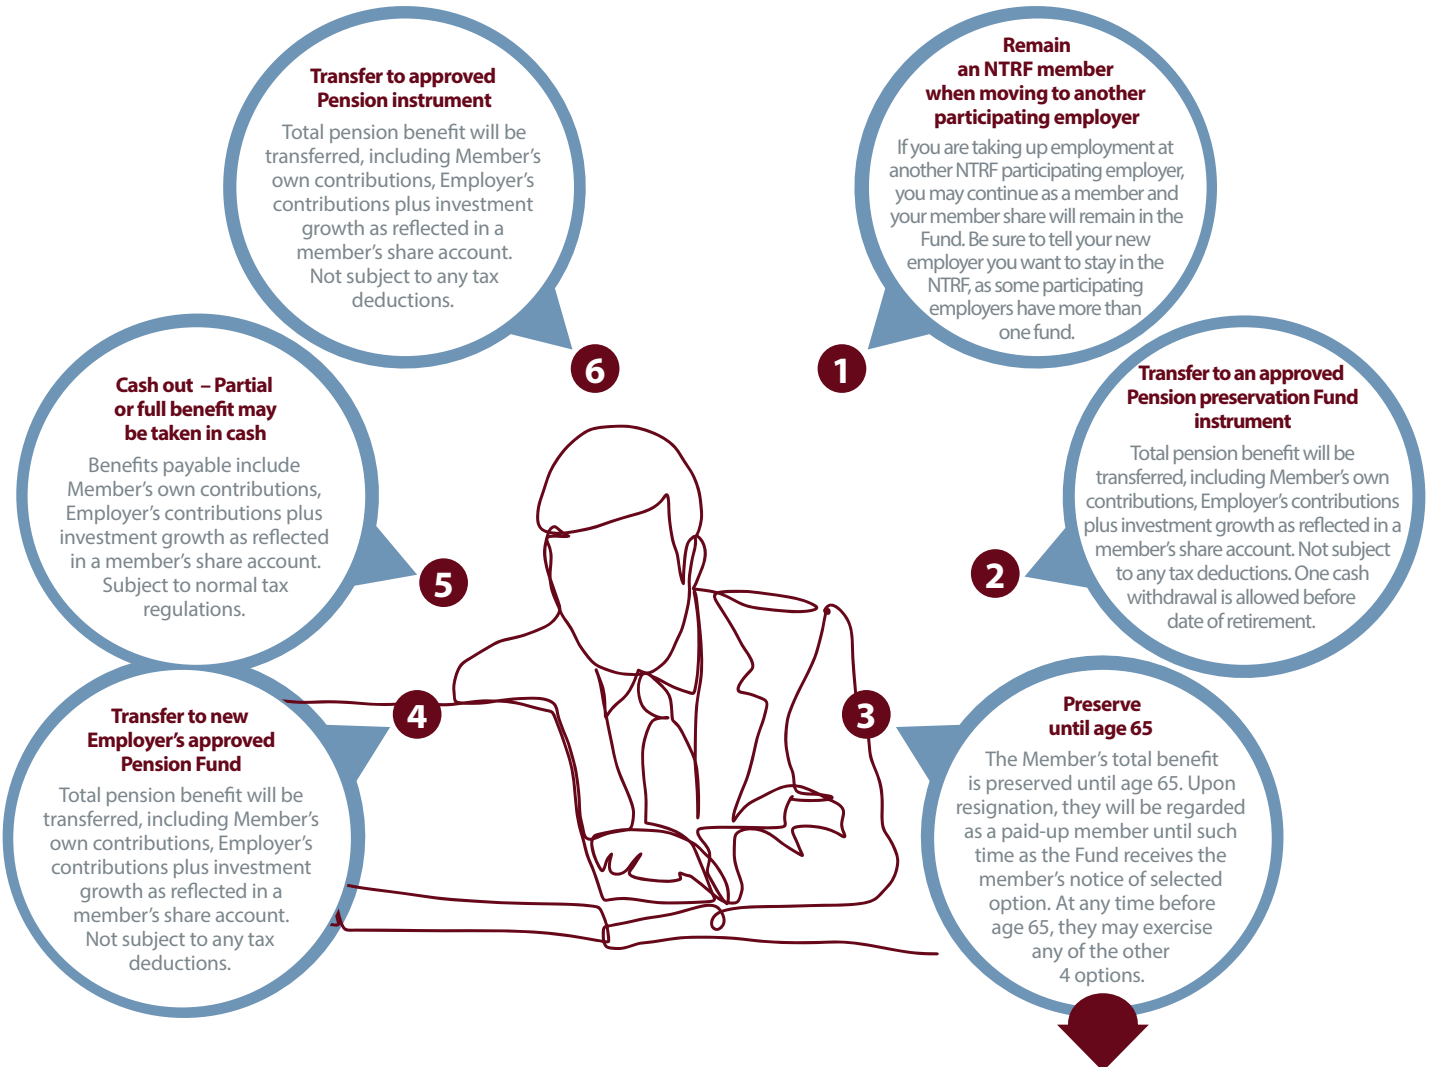 Remain
an NTRF member
when moving to another
participating employer
If you are taking up employment at
another NTRF participating employer,
you may continue as a member and
your member share will remain in the
Fund. Be sure to tell your new
employer you want to stay in the
NTRF, as some participating
employers have more than
one fund.
1
Transfer to an approved
Pension preservation Fund
instrument
Total pension benefit will be
transferred, including Member's own
contributions, Employer's contributions
plus investment growth as reflected in a
member's share account. Not subject
to any tax deductions. One cash
withdrawal is allowed before
date of retirement.
2
Preserve
until age 65
The Member's total benefit
is preserved until age 65. Upon
resignation, they will be regarded
as a paid-up member until such
time as the Fund receives the
member's notice of selected
option. At any time before
age 65, they may exercise
any of the other
4 options.
3
Transfer to new
Employer's approved
Pension Fund
Total pension benefit will be
transferred, including Member's
own contributions, Employer's
contributions plus investment
growth as reflected in a
member's share account.
Not subject to any tax
deductions.
4
Cash out – Partial
or full benefit may
be taken in cash
Benefits payable include
Member's own contributions,
Employer's contributions plus
investment growth as reflected
in a member's share account.
Subject to normal tax
regulations.
5
Transfer to approved
Pension instrument
Total pension benefit will be
transferred, including Member's
own contributions, Employer's
contributions plus investment
growth as reflected in a
member's share account.
Not subject to any tax
deductions.
6